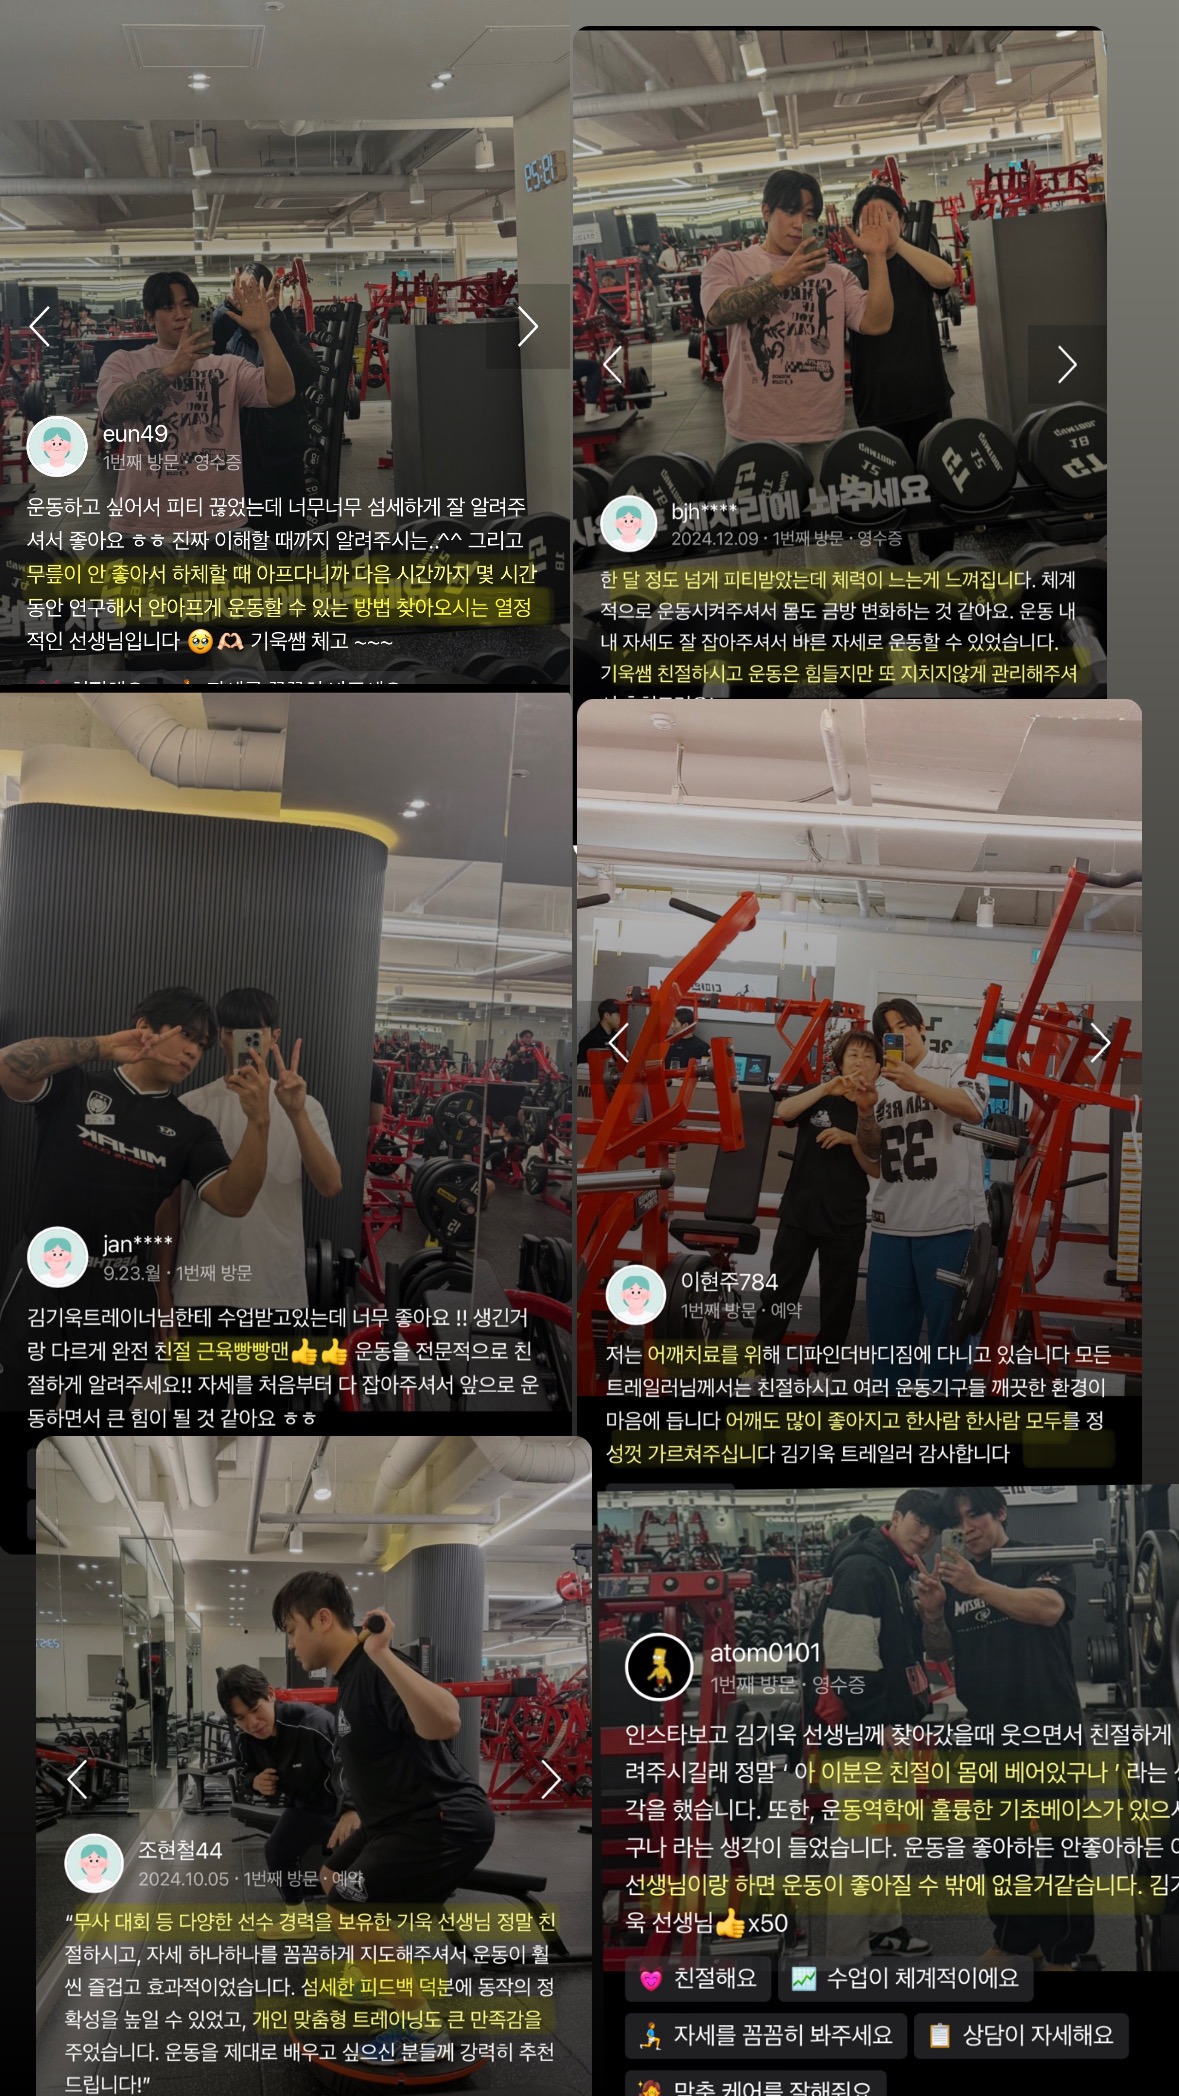 eun49
1번째 방문 · 영수증
운동하고 싶어서 피티 끊었는데 너무너무 섬세하게 잘 알려주
셔서 좋아요 ㅎㅎ 진짜 이해할 때까지 알려주시는..^^ 그리고
무릎이 안 좋아서 하체할 때 아프다니까 다음 시간까지 몇 시간
동안 연구해서 안아프게 운동할 수 있는 방법 찾아오시는 열정
적인 선생님입니다 🥹🫶🏻 기욱쌤 체고 ~~~
bjh****
2024.12.09 · 1번째 방문 · 영수증
한 달 정도 넘게 피티받았는데 체력이 느는게 느껴집니다. 체계
적으로 운동시켜주셔서 몸도 금방 변화하는 것 같아요. 운동 내
내 자세도 잘 잡아주셔서 바른 자세로 운동할 수 있었습니다.
기욱쌤 친절하시고 운동은 힘들지만 또 지치지않게 관리해주셔
jan****
9.23.월 · 1번째 방문
김기욱트레이너님한테 수업받고있는데 너무 좋아요 !! 생긴거
랑 다르게 완전 친절 근육빵빵맨👍👍 운동을 전문적으로 친
절하게 알려주세요!! 자세를 처음부터 다 잡아주셔서 앞으로 운
동하면서 큰 힘이 될 것 같아요 ㅎㅎ
이현주784
1번째 방문 · 예약
저는 어깨치료를 위해 디파인더바디짐에 다니고 있습니다 모든
트레일러님께서는 친절하시고 여러 운동기구들 깨끗한 환경이
마음에 듭니다 어깨도 많이 좋아지고 한사람 한사람 모두를 정
성껏 가르쳐주십니다 김기욱 트레일러 감사합니다
조현철44
2024.10.05 · 1번째 방문 · 예약
“무사 대회 등 다양한 선수 경력을 보유한 기욱 선생님 정말 친
절하시고, 자세 하나하나를 꼼꼼하게 지도해주셔서 운동이 훨
씬 즐겁고 효과적이었습니다. 섬세한 피드백 덕분에 동작의 정
확성을 높일 수 있었고, 개인 맞춤형 트레이닝도 큰 만족감을
주었습니다. 운동을 제대로 배우고 싶으신 분들께 강력히 추천
드립니다!”
atom0101
1번째 방문 · 영수증
인스타보고 김기욱 선생님께 찾아갔을때 웃으면서 친절하게
려주시길래 정말 ‘ 아 이분은 친절이 몸에 베어있구나 ’ 라는
각을 했습니다. 또한, 운동역학에 훌륭한 기초베이스가 있으
구나 라는 생각이 들었습니다. 운동을 좋아하든 안좋아하든
선생님이랑 하면 운동이 좋아질 수 밖에 없을거같습니다. 김
욱 선생님👍x50
💗 친절해요 💹 수업이 체계적이에요
자세를 꼼꼼히 봐주세요 📋 상담이 자세해요
맞춤 케어를 잘해줘요